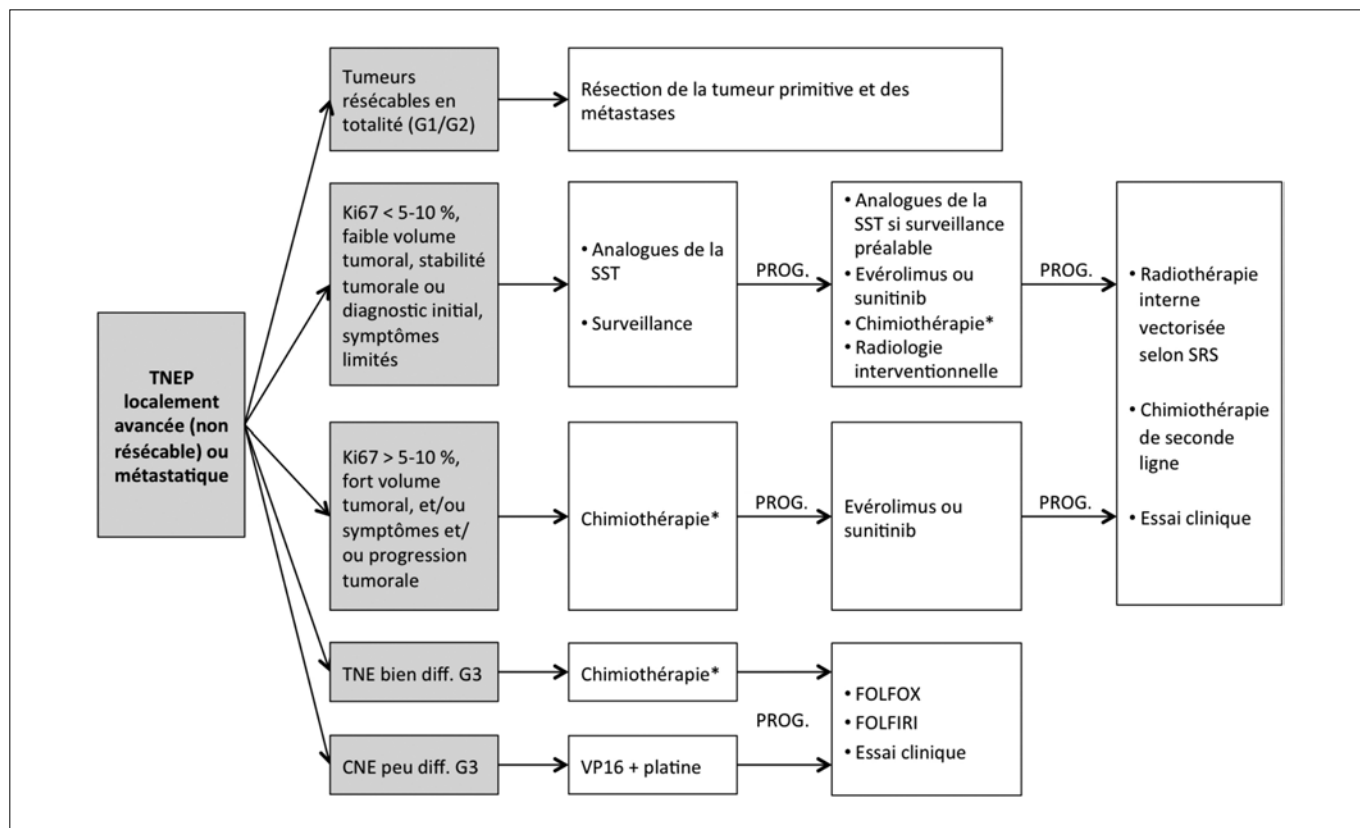 TNEP
localement
avancée (non
résécable) ou
métastatique
Tumeurs
résécables en
totalité (G1/G2)
Résection de la tumeur primitive et des
métastases
Ki67 < 5-10 %,
faible volume
tumoral, stabilité
tumorale ou
diagnostic initial,
symptômes
limités
• Analogues de la
SST
• Surveillance
PROG.
• Analogues de la
SST si surveillance
préalable
• Evérolimus ou
sunitinib
• Chimiothérapie*
• Radiologie
interventionnelle
PROG.
• Radiothérapie
interne
vectorisée
selon SRS
• Chimiothérapie
de seconde
ligne
• Essai clinique
Ki67 > 5-10 %,
fort volume
tumoral, et/ou
symptômes et/
ou progression
tumorale
Chimiothérapie*
PROG.
Evérolimus ou
sunitinib
PROG.
TNE bien diff. G3
Chimiothérapie*
CNE peu diff. G3
VP16 + platine
PROG.
• FOLFOX
• FOLFIRI
• Essai clinique